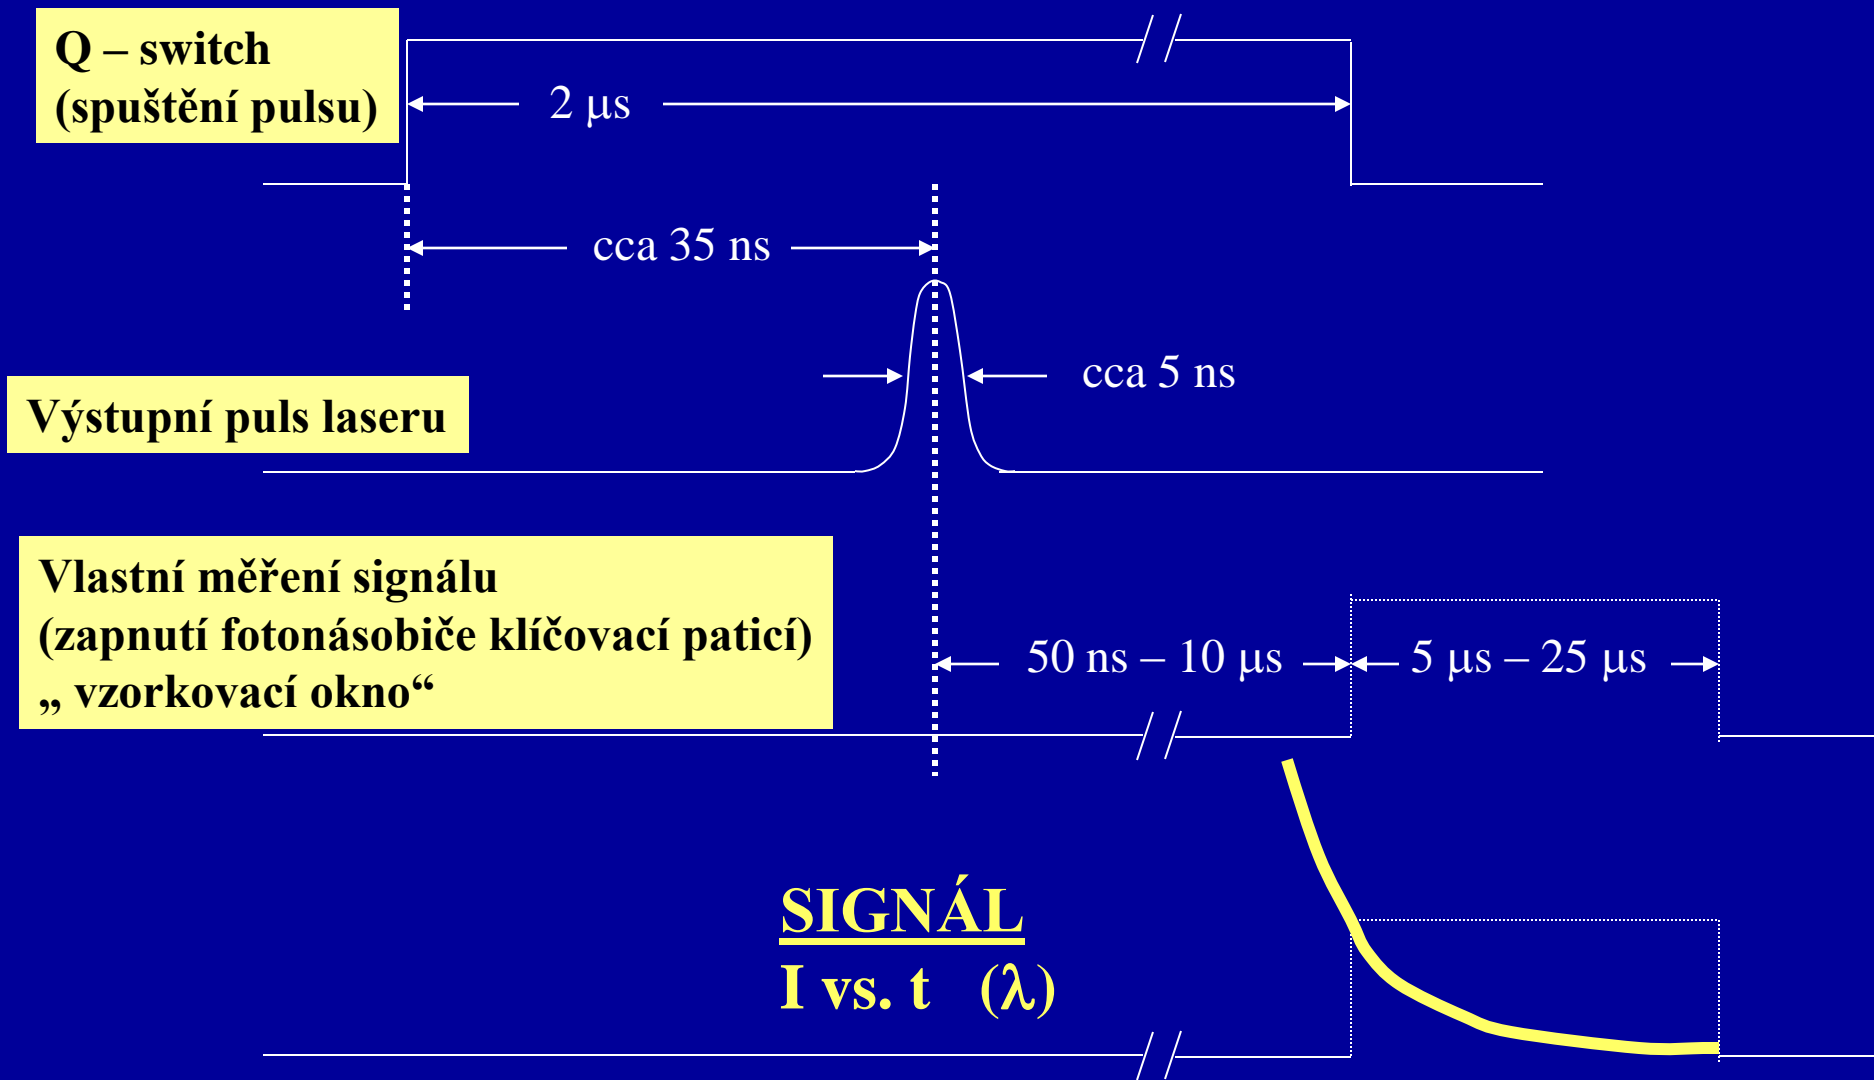 Q – switch
(spuštění pulsu)
2 μs
cca 35 ns
cca 5 ns
Výstupní puls laseru
Vlastní měření signálu
(zapnutí fotonásobiče klíčovací paticí)
„ vzorkovací okno“
50 ns – 10 μs
5 μs – 25 μs
SIGNÁL
I vs. t (λ)